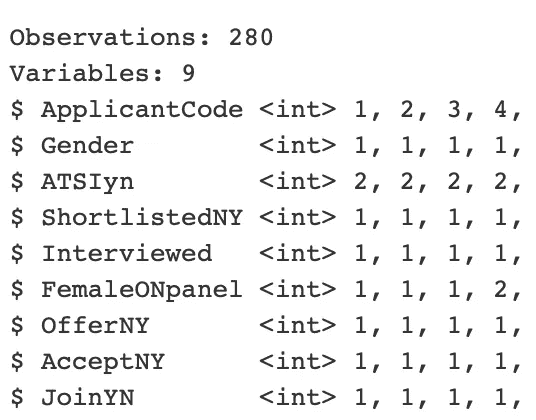 Observations: 280
Variables: 9
$ ApplicantCode <int> 1, 2, 3, 4,
$ Gender        <int> 1, 1, 1, 1,
$ ATSIyn        <int> 2, 2, 2, 2,
$ ShortlistedNY <int> 1, 1, 1, 1,
$ Interviewed   <int> 1, 1, 1, 1,
$ FemaleONpanel <int> 1, 1, 1, 2,
$ OfferNY       <int> 1, 1, 1, 1,
$ AcceptNY      <int> 1, 1, 1, 1,
$ JoinYN        <int> 1, 1, 1, 1,